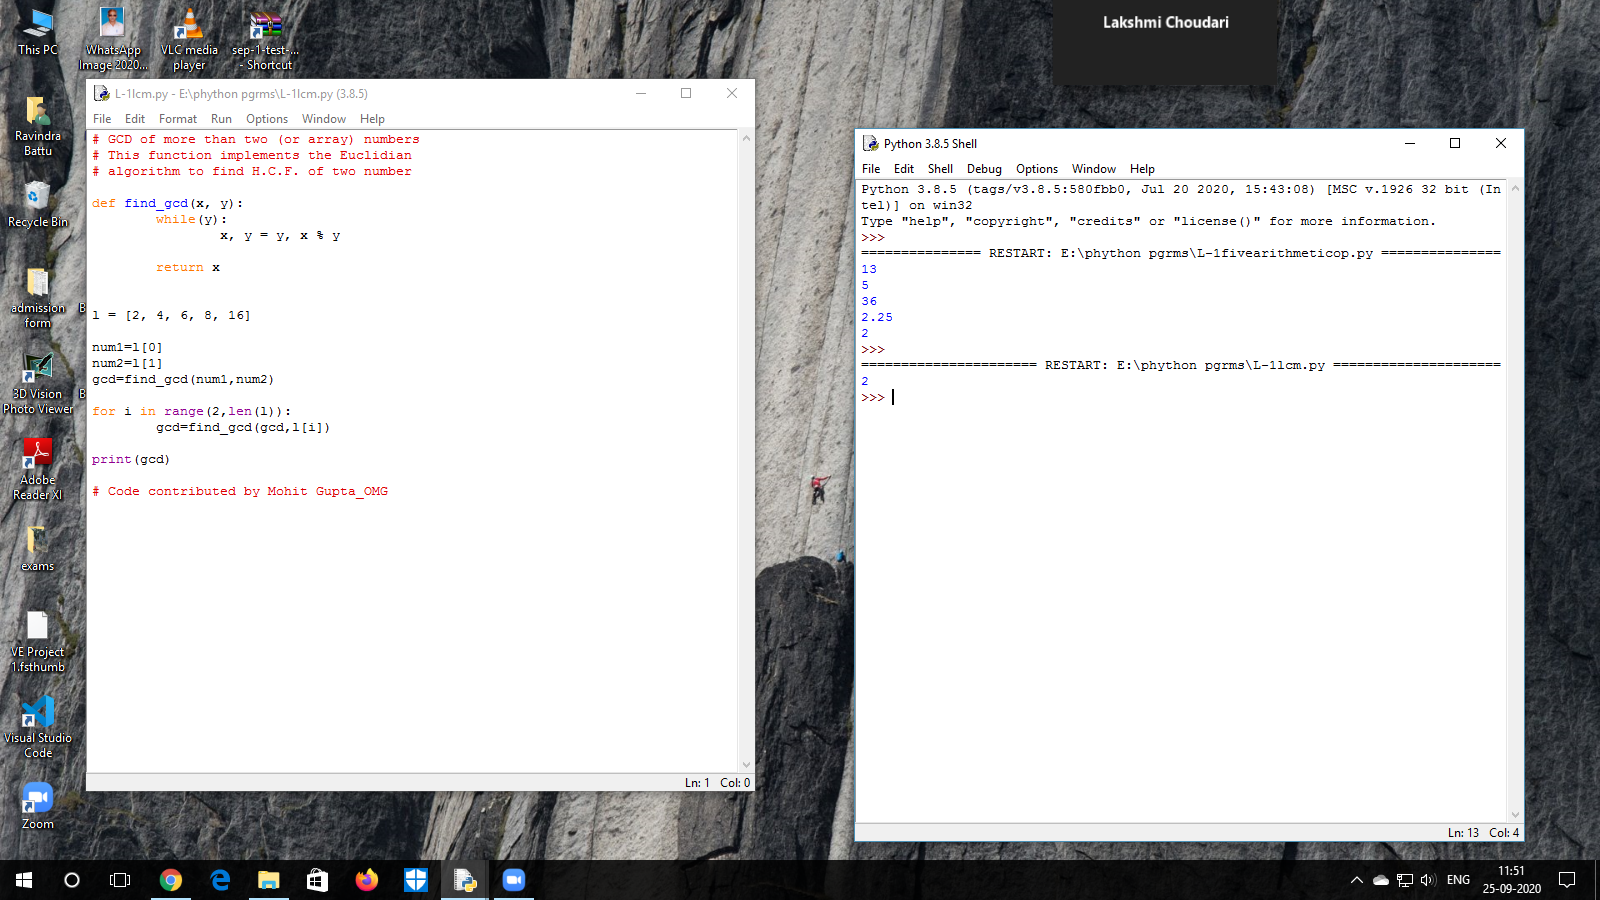 Lakshmi Choudari
This PC
WhatsApp
Image 2020...
VLC media
player
sep-1-test-...
- Shortcut
Ravindra
Battu
Recycle Bin
admission
form
3D Vision
Photo Viewer
Adobe
Reader XI
exams
VE Project
1.fsthumb
Visual Studio
Code
Zoom
B
B
L-1lcm.py - E:\phython pgrms\L-1lcm.py (3.8.5)
File Edit Format Run Options Window Help
# GCD of more than two (or array) numbers
# This function implements the Euclidian
# algorithm to find H.C.F. of two number
def find_gcd(x, y):
while(y):
x, y = y, x % y
return x
l = [2, 4, 6, 8, 16]
num1=l[0]
num2=l[1]
gcd=find_gcd(num1,num2)
for i in range(2,len(l)):
gcd=find_gcd(gcd,l[i])
print(gcd)
# Code contributed by Mohit Gupta_OMG
Ln: 1 Col: 0
Python 3.8.5 Shell
File Edit Shell Debug Options Window Help
Python 3.8.5 (tags/v3.8.5:580fbb0, Jul 20 2020, 15:43:08) [MSC v.1926 32 bit (In
tel)] on win32
Type "help", "copyright", "credits" or "license()" for more information.
>>>
=============== RESTART: E:\phython pgrms\L-1fivearithmeticop.py ===============
13
5
36
2.25
2
>>>
====================== RESTART: E:\phython pgrms\L-1lcm.py =====================
2
>>>
Ln: 13 Col: 4
ENG
11:51
25-09-2020